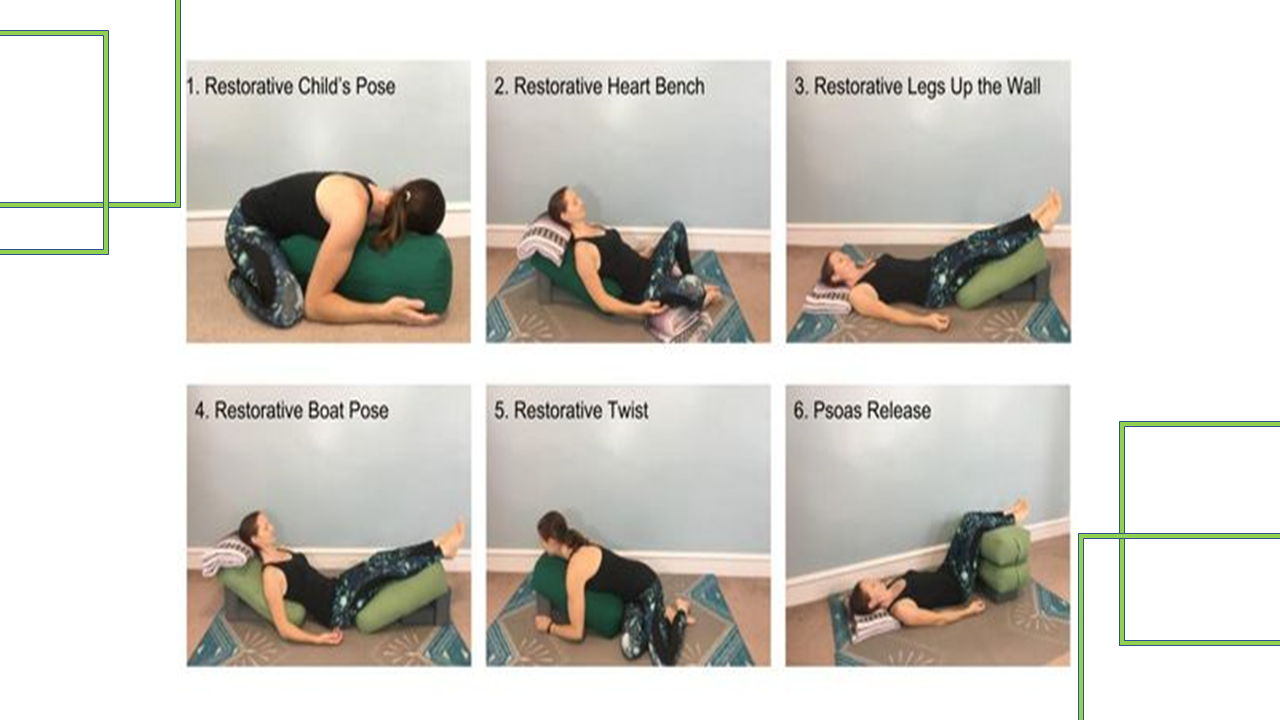 1. Restorative Child's Pose
2. Restorative Heart Bench
3. Restorative Legs Up the Wall
4. Restorative Boat Pose
5. Restorative Twist
6. Psoas Release